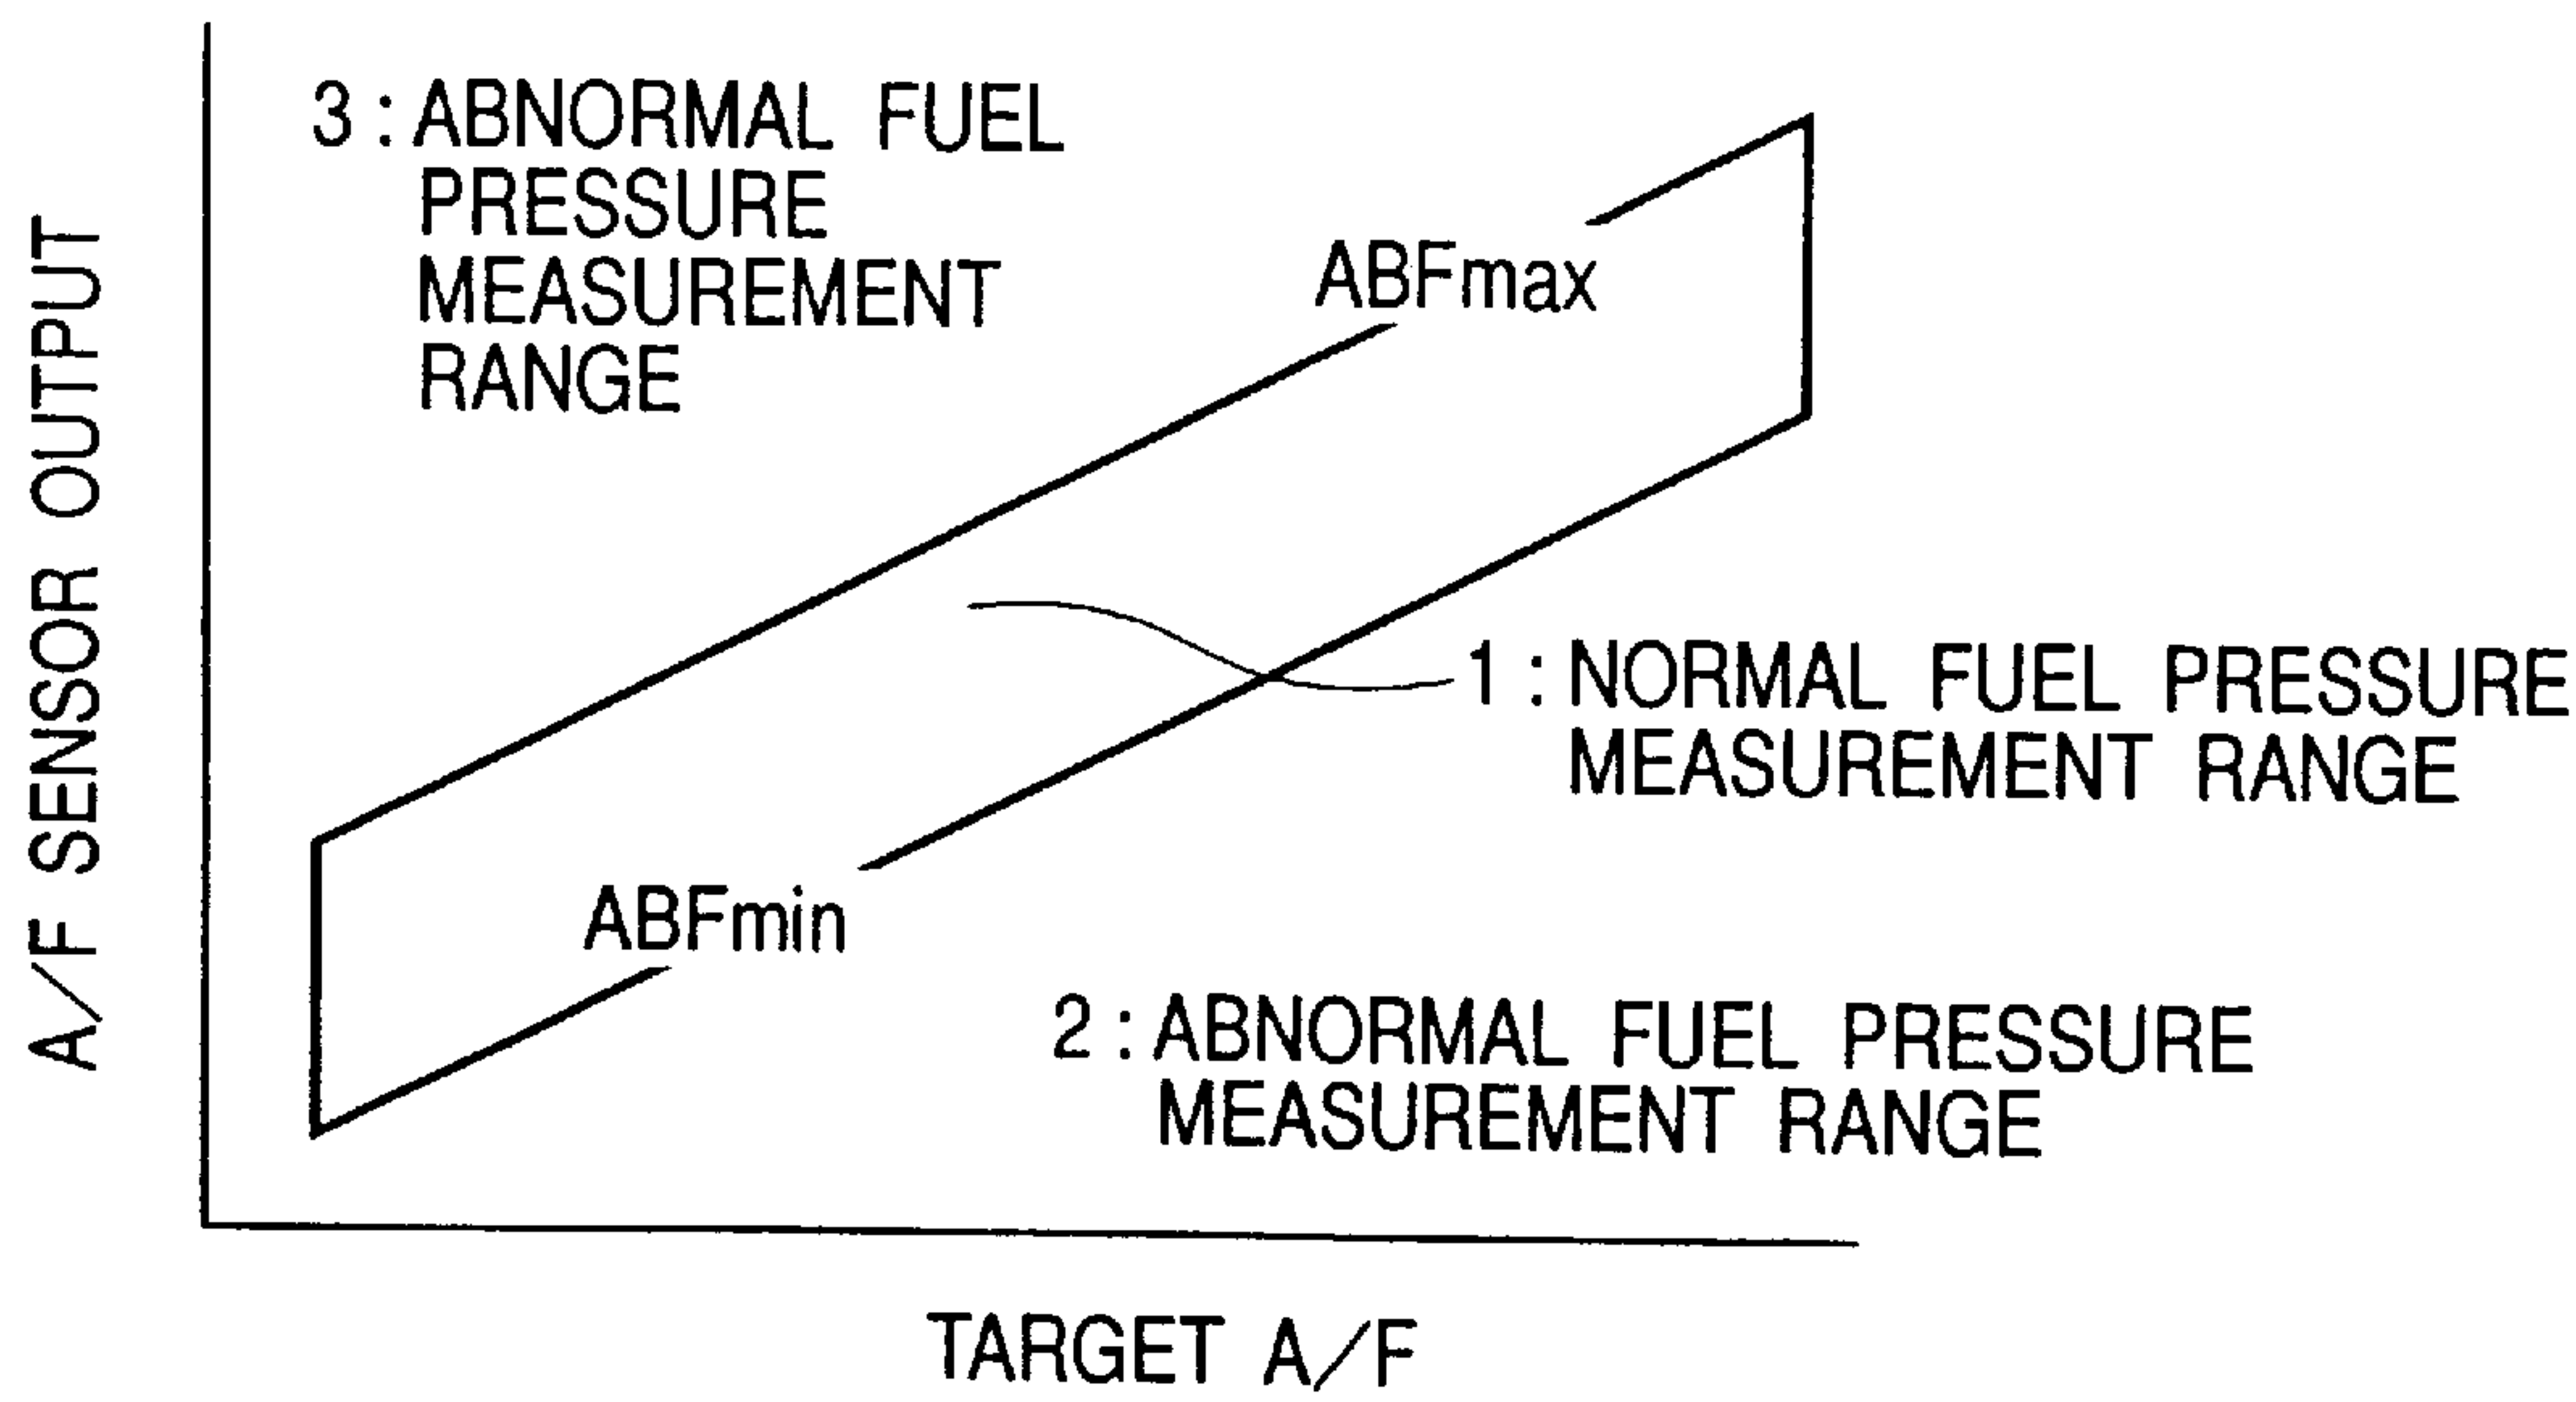 3 : ABNORMAL FUEL
PRESSURE
MEASUREMENT
RANGE
ABFmax
A/F SENSOR OUTPUT
1 : NORMAL FUEL PRESSURE
MEASUREMENT RANGE
ABFmin
2 : ABNORMAL FUEL PRESSURE
MEASUREMENT RANGE
TARGET A/F